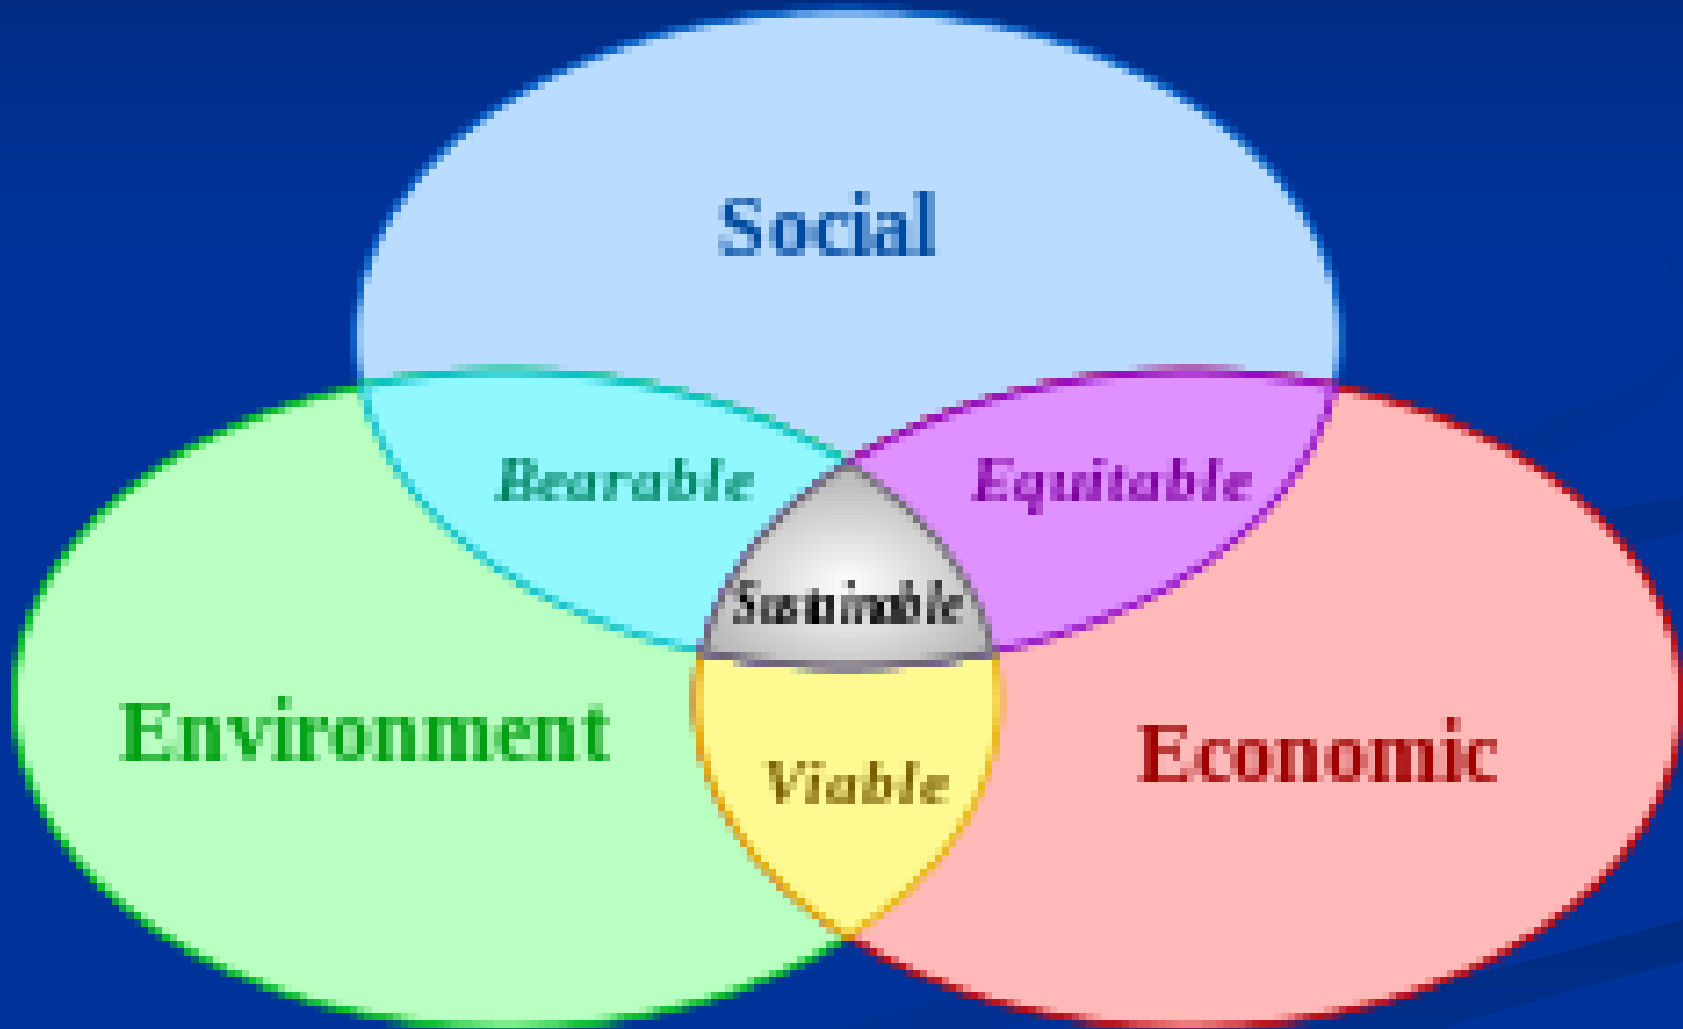 Social
Bearable
Equitable
Sustainable
Environment
Economic
Viable